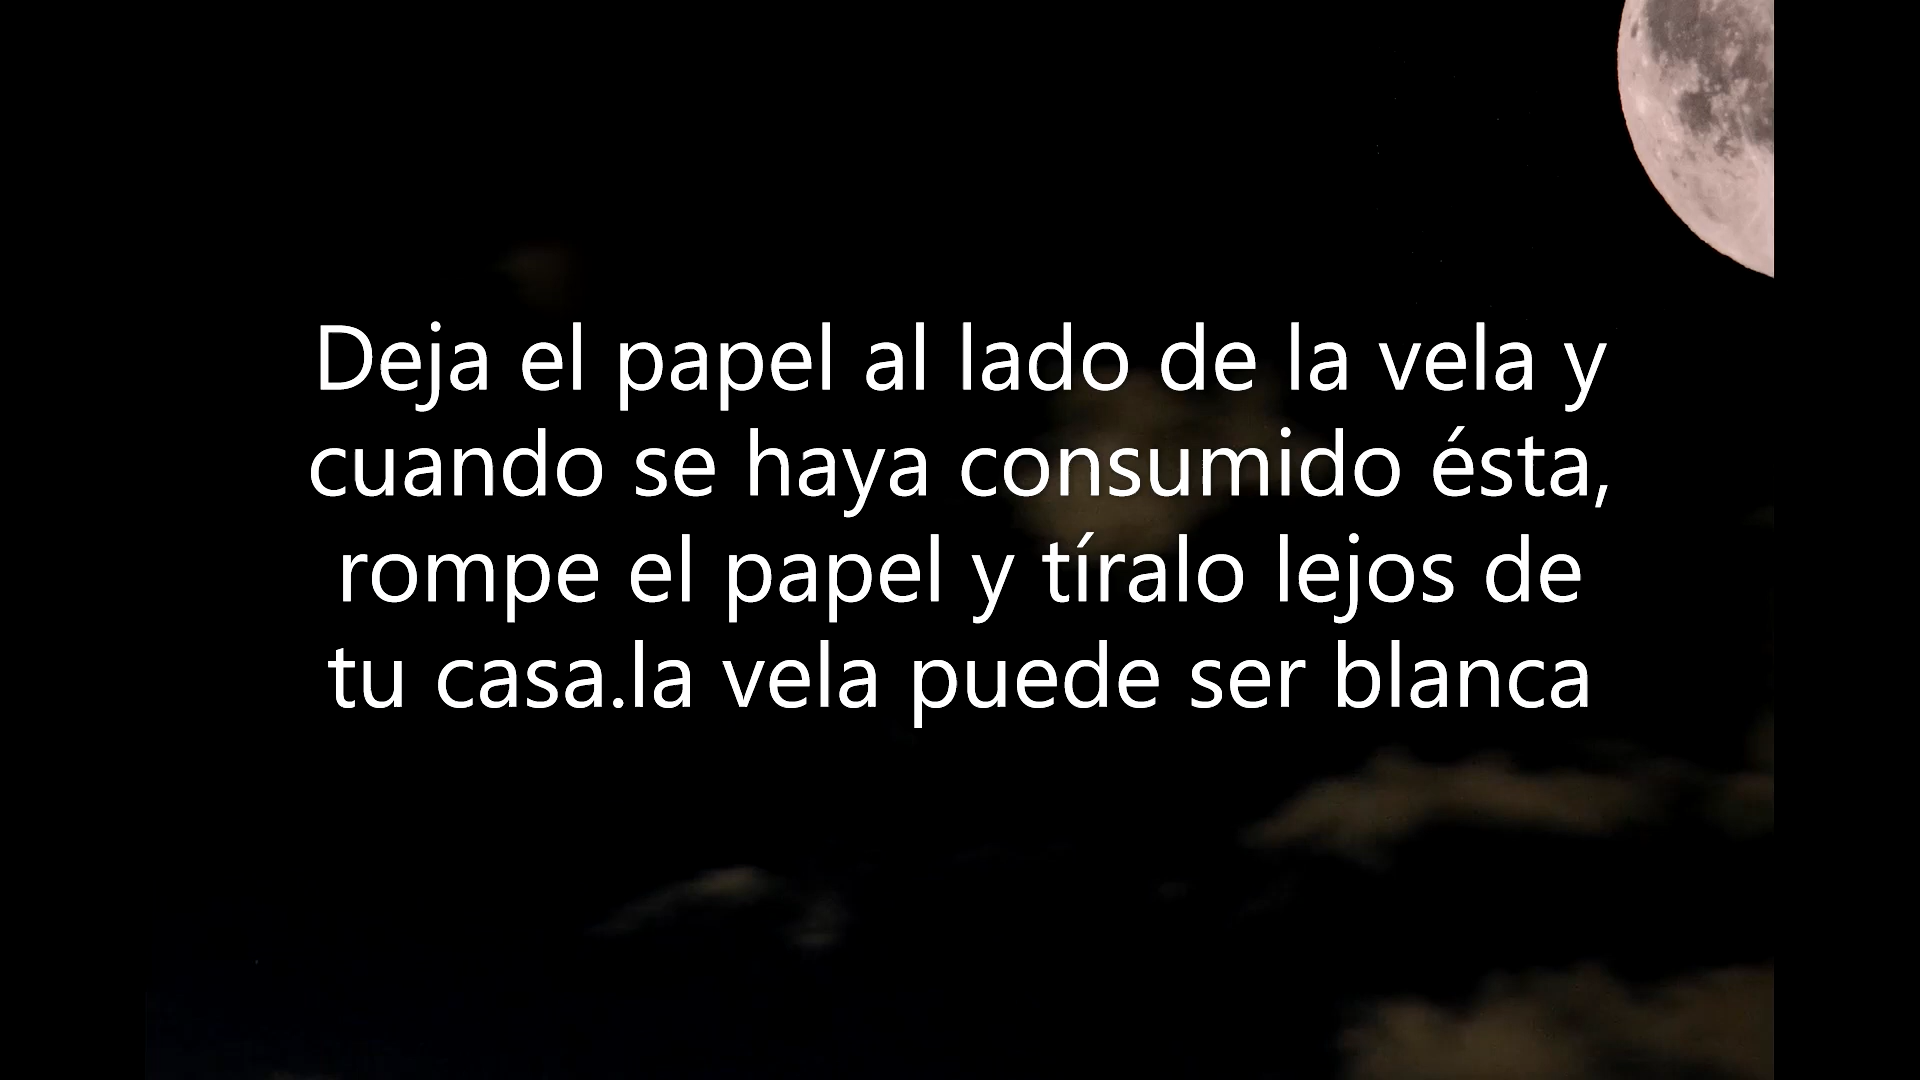 Deja el papel al lado de la vela y
cuando se haya consumido ésta,
rompe el papel y tíralo lejos de
tu casa.la vela puede ser blanca